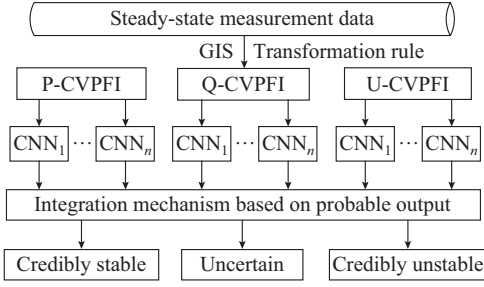 Steady-state measurement data
GIS Transformation rule
P-CVPFI Q-CVPFI U-CVPFI
CNN₁ ··· CNNₙ CNN₁ ··· CNNₙ CNN₁ ··· CNNₙ
Integration mechanism based on probable output
Credibly stable Uncertain Credibly unstable